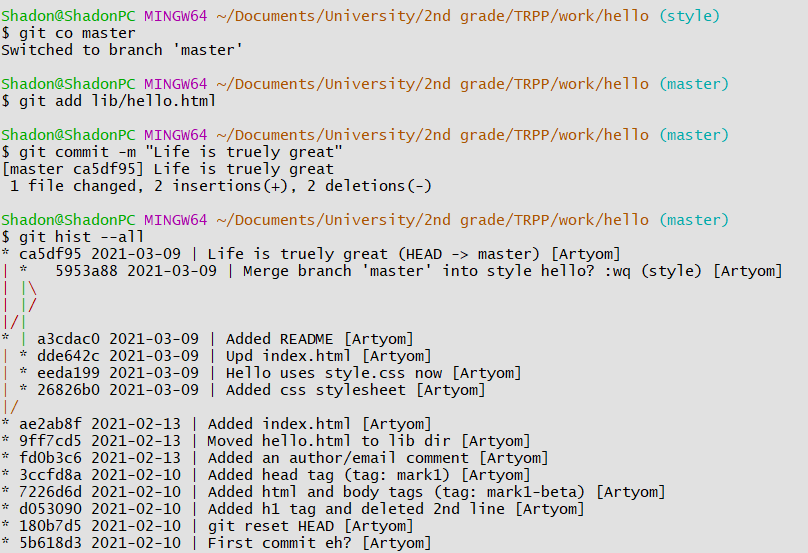 Shadon@ShadonPC MINGW64 ~/Documents/University/2nd grade/TRPP/work/hello (style)
$ git co master
Switched to branch 'master'

Shadon@ShadonPC MINGW64 ~/Documents/University/2nd grade/TRPP/work/hello (master)
$ git add lib/hello.html

Shadon@ShadonPC MINGW64 ~/Documents/University/2nd grade/TRPP/work/hello (master)
$ git commit -m "Life is truely great"
[master ca5df95] Life is truely great
 1 file changed, 2 insertions(+), 2 deletions(-)

Shadon@ShadonPC MINGW64 ~/Documents/University/2nd grade/TRPP/work/hello (master)
$ git hist --all
* ca5df95 2021-03-09 | Life is truely great (HEAD -> master) [Artyom]
| *   5953a88 2021-03-09 | Merge branch 'master' into style hello? :wq (style) [Artyom]
| |\
| |/
|/|
* | a3cdac0 2021-03-09 | Added README [Artyom]
| * dde642c 2021-03-09 | Upd index.html [Artyom]
| * eeda199 2021-03-09 | Hello uses style.css now [Artyom]
| * 26826b0 2021-03-09 | Added css stylesheet [Artyom]
|/
* ae2ab8f 2021-02-13 | Added index.html [Artyom]
* 9ff7cd5 2021-02-13 | Moved hello.html to lib dir [Artyom]
* fd0b3c6 2021-02-13 | Added an author/email comment [Artyom]
* 3ccfd8a 2021-02-10 | Added head tag (tag: mark1) [Artyom]
* 7226d6d 2021-02-10 | Added html and body tags (tag: mark1-beta) [Artyom]
* d053090 2021-02-10 | Added h1 tag and deleted 2nd line [Artyom]
* 180b7d5 2021-02-10 | git reset HEAD [Artyom]
* 5b618d3 2021-02-10 | First commit eh? [Artyom]